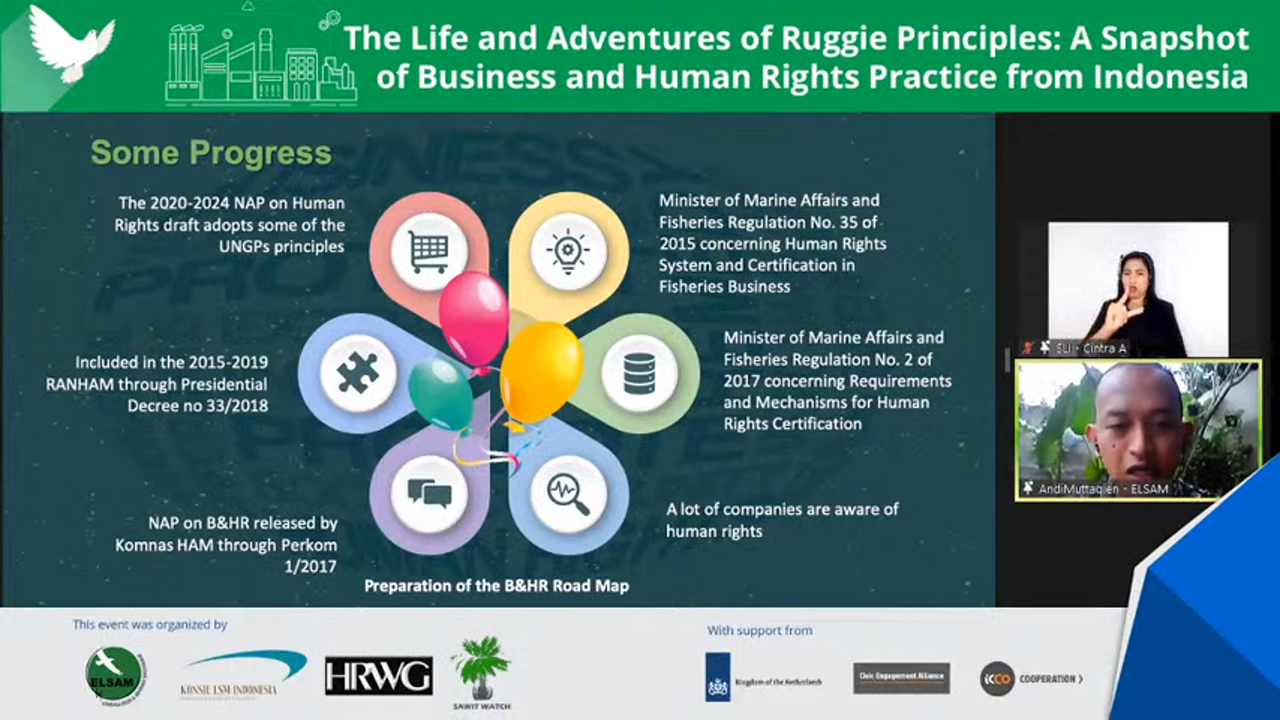 The Life and Adventures of Ruggie Principles: A Snapshot
of Business and Human Rights Practice from Indonesia
Some Progress
The 2020-2024 NAP on Human
Rights draft adopts some of the
UNGPs principles
Minister of Marine Affairs and
Fisheries Regulation No. 35 of
2015 concerning Human Rights
System and Certification in
Fisheries Business
Included in the 2015-2019
RANHAM through Presidential
Decree no 33/2018
Minister of Marine Affairs and
Fisheries Regulation No. 2 of
2017 concerning Requirements
and Mechanisms for Human
Rights Certification
NAP on B&HR released by
Komnas HAM through Perkom
1/2017
A lot of companies are aware of
human rights
Preparation of the B&HR Road Map
Cintra A
AndiMuttaqien - ELSAM
This event was organized by
ELSAM
KONSIL LSM INDONESIA
HRWG
SAWIT WATCH
With support from
Kingdom of the Netherlands
Civic Engagement Alliance
icco
COOPERATION